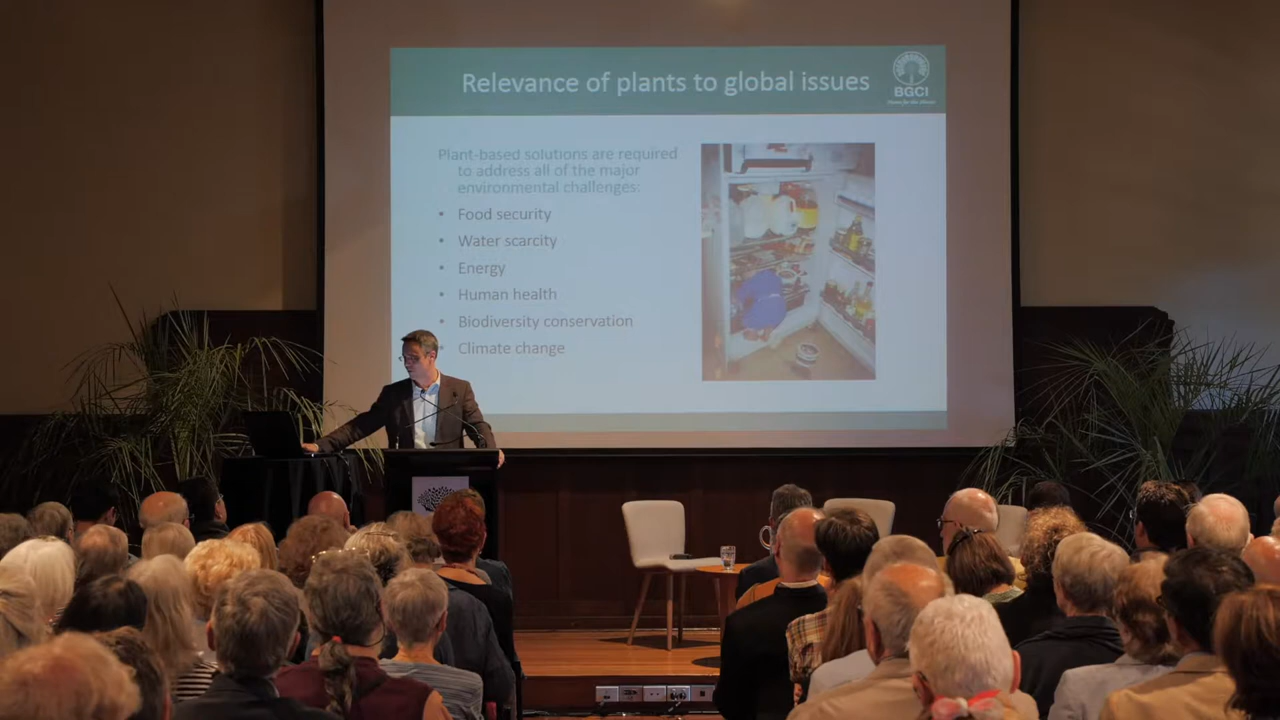 Relevance of plants to global issues
BGCI
Plant-based solutions are required
to address all of the major
environmental challenges:
• Food security
• Water scarcity
• Energy
• Human health
• Biodiversity conservation
• Climate change